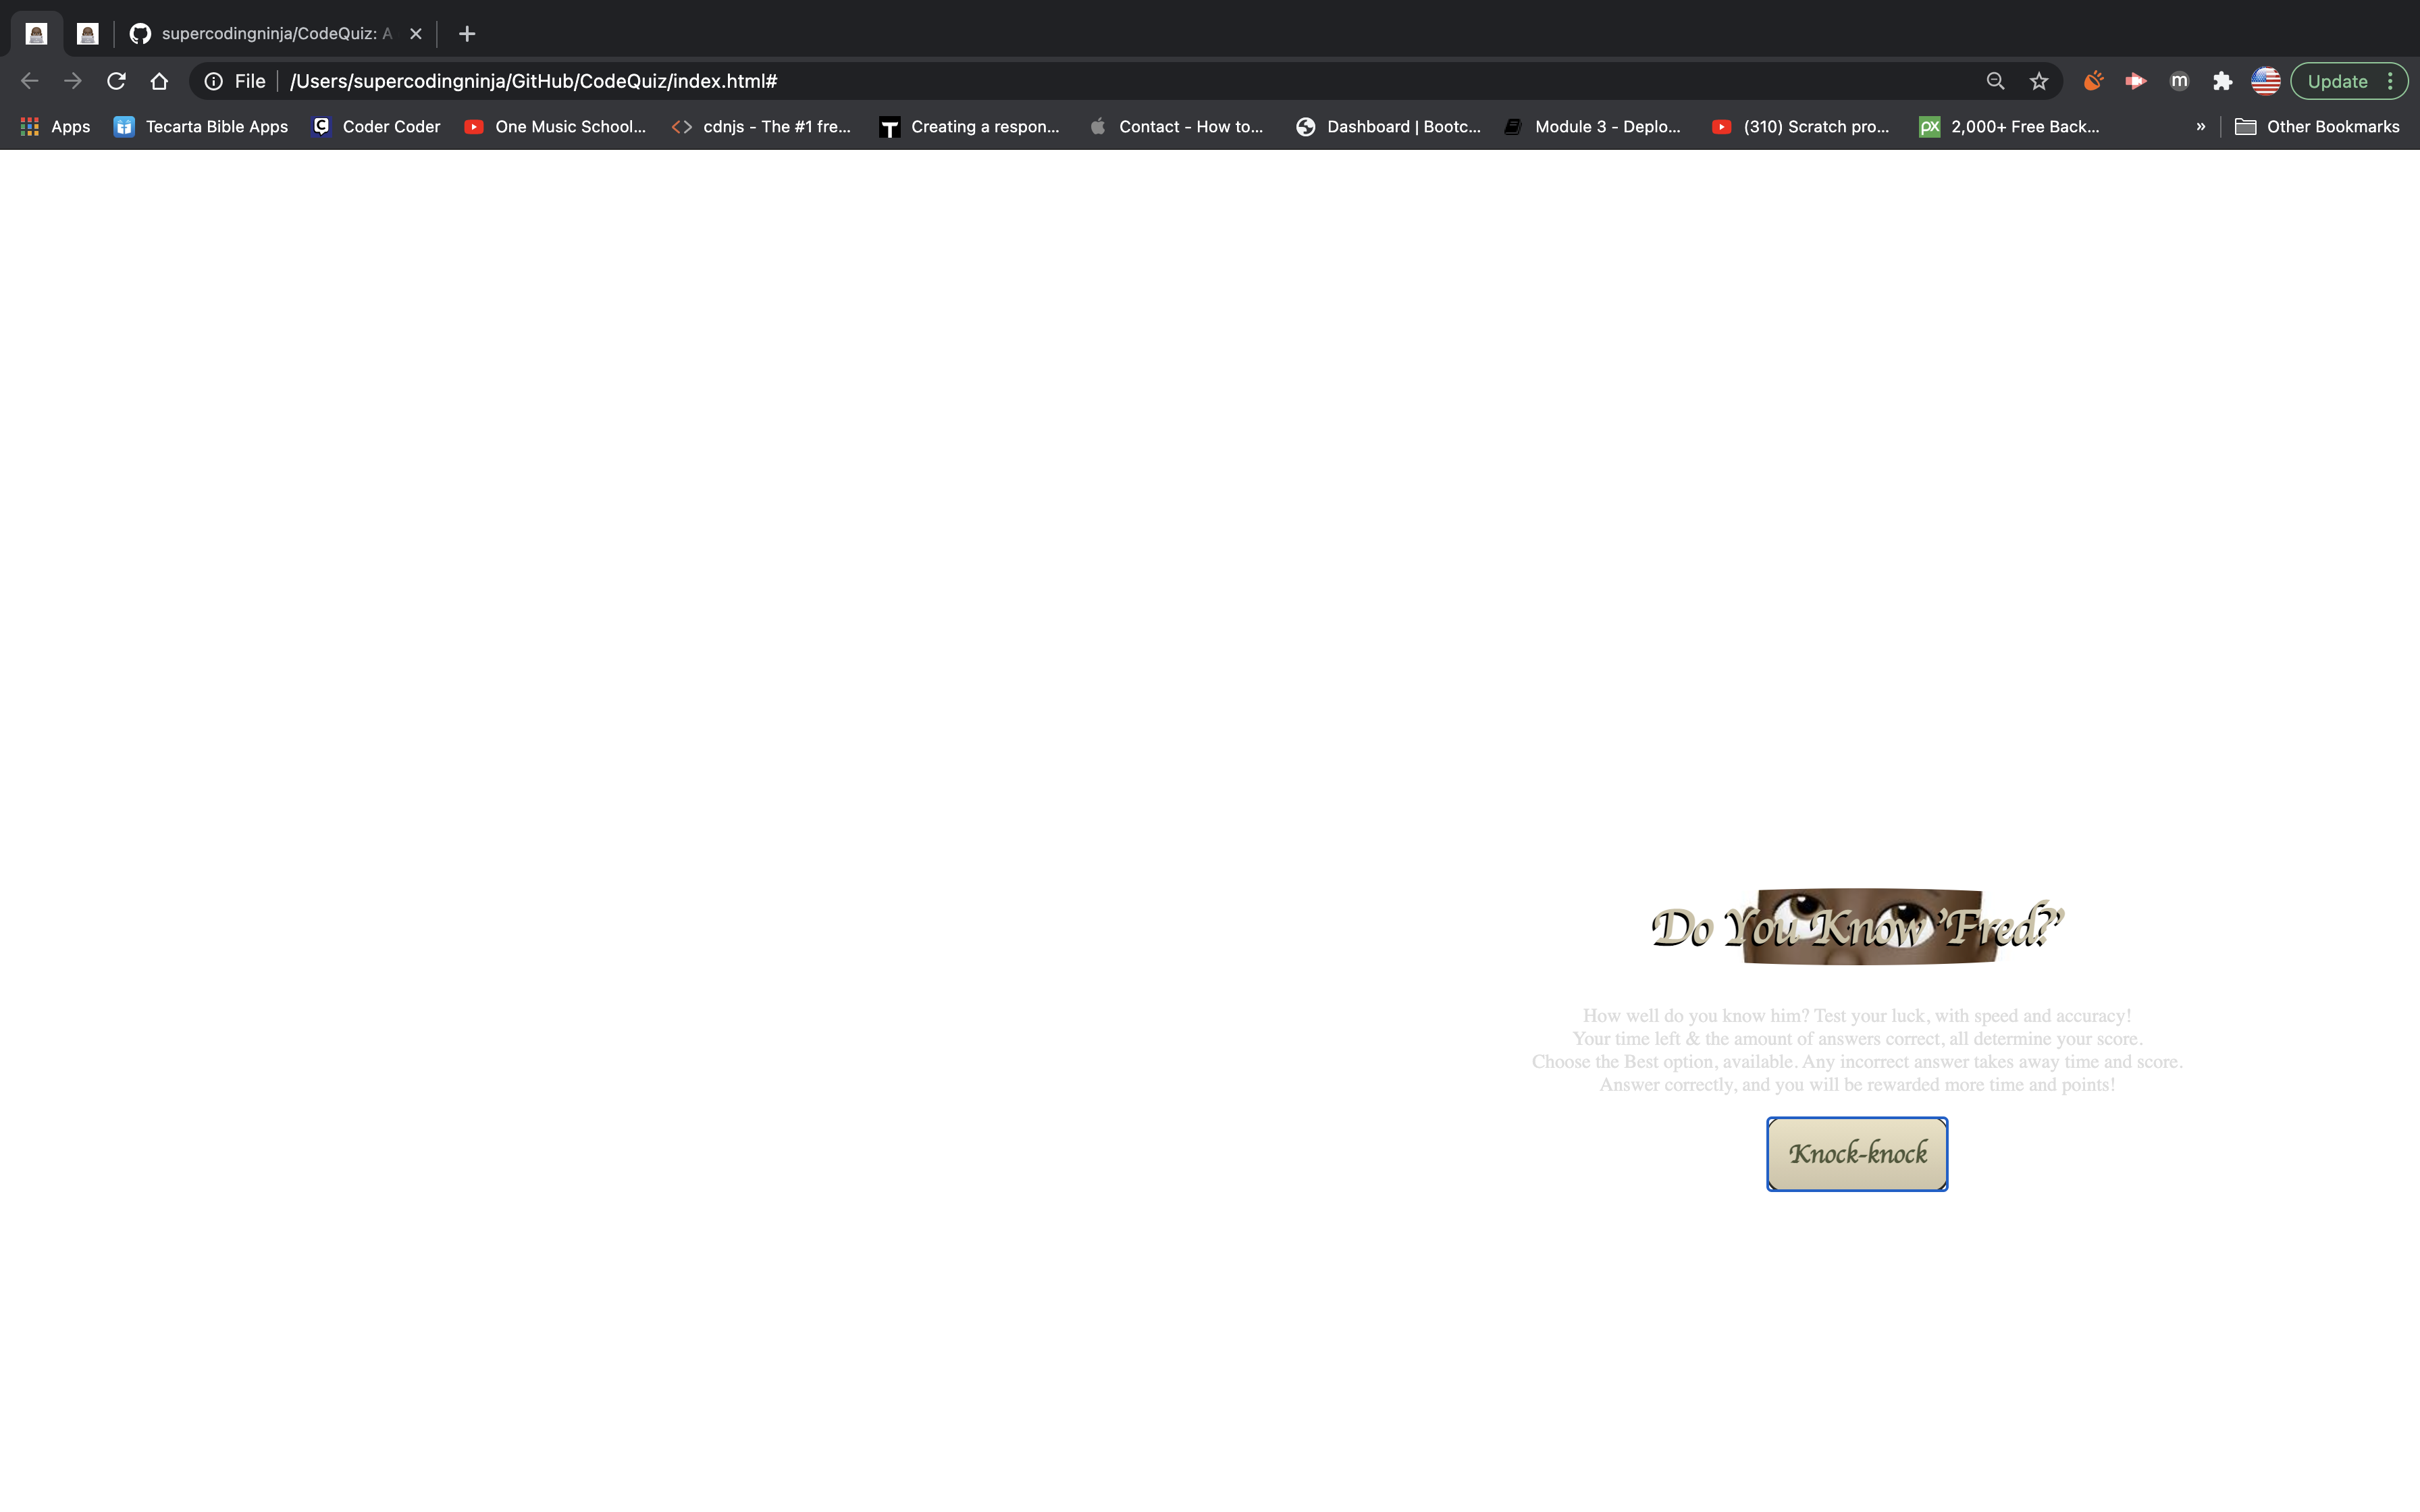 supercodingninja/CodeQuiz: A
File
/Users/supercodingninja/GitHub/CodeQuiz/index.html#
m
Update
Apps
Tecarta Bible Apps
Coder Coder
One Music School...
cdnjs - The #1 fre...
Creating a respon...
Contact - How to...
Dashboard | Bootc...
Module 3 - Deplo...
(310) Scratch pro...
px
2,000+ Free Back...
»
Other Bookmarks
Do You Know 'Fred?'
How well do you know him? Test your luck, with speed and accuracy!
Your time left & the amount of answers correct, all determine your score.
Choose the Best option, available. Any incorrect answer takes away time and score.
Answer correctly, and you will be rewarded more time and points!
Knock-knock